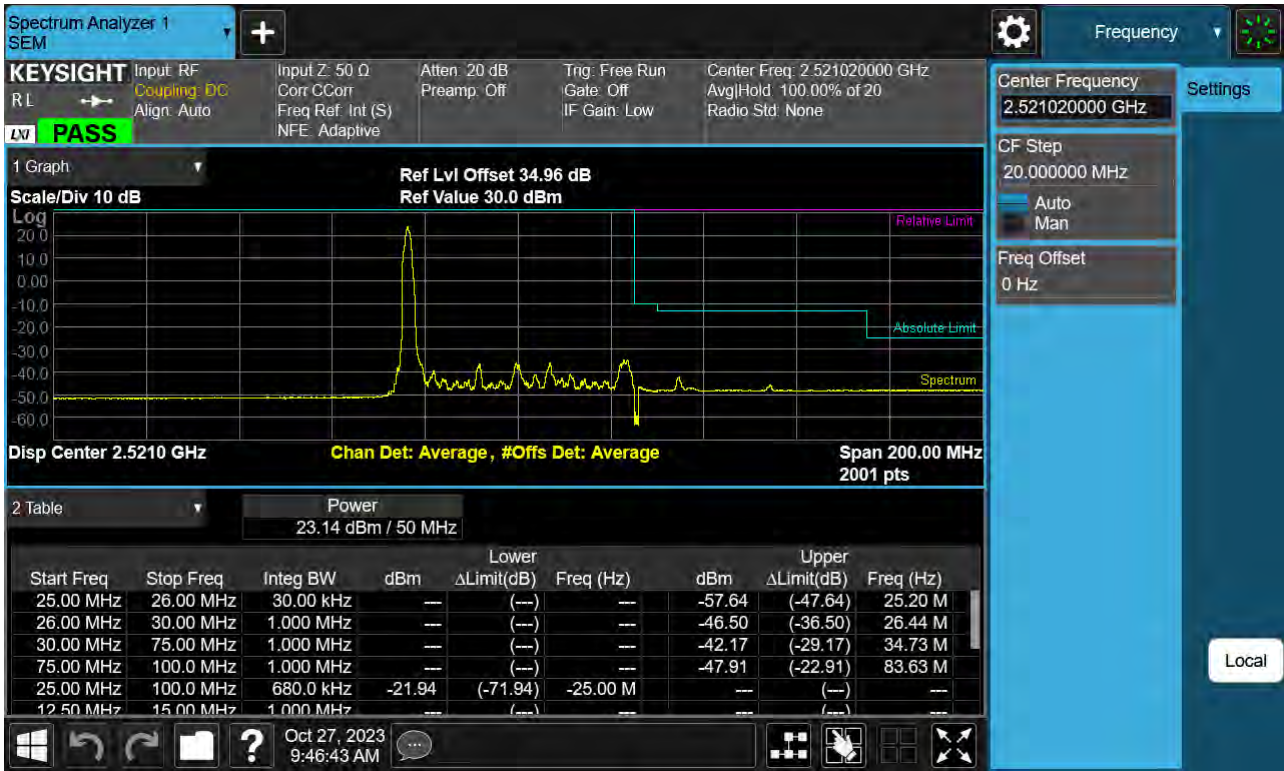 Spectrum Analyzer 1
SEM
+
Frequency
KEYSIGHT
R L
LXI
PASS
Input: RF
Coupling: DC
Align: Auto
Input Z: 50 Ω
Corr CCorr
Freq Ref: Int (S)
NFE: Adaptive
Atten: 20 dB
Preamp: Off
Trig: Free Run
Gate: Off
IF Gain: Low
Center Freq: 2.521020000 GHz
Avg|Hold: 100.00% of 20
Radio Std: None
Center Frequency
2.521020000 GHz
Settings
CF Step
20.000000 MHz
Auto
Man
Freq Offset
0 Hz
Local
1 Graph
Scale/Div 10 dB
Ref Lvl Offset 34.96 dB
Ref Value 30.0 dBm
Log
20.0
10.0
0.00
-10.0
-20.0
-30.0
-40.0
-50.0
-60.0
Relative Limit
Absolute Limit
Spectrum
Disp Center 2.5210 GHz
Chan Det: Average , #Offs Det: Average
Span 200.00 MHz
2001 pts
2 Table
Power
23.14 dBm / 50 MHz
Lower Upper
Start Freq Stop Freq Integ BW dBm ΔLimit(dB) Freq (Hz) dBm ΔLimit(dB) Freq (Hz)
25.00 MHz 26.00 MHz 30.00 kHz --- (---) --- -57.64 (-47.64) 25.20 M
26.00 MHz 30.00 MHz 1.000 MHz --- (---) --- -46.50 (-36.50) 26.44 M
30.00 MHz 75.00 MHz 1.000 MHz --- (---) --- -42.17 (-29.17) 34.73 M
75.00 MHz 100.0 MHz 1.000 MHz --- (---) --- -47.91 (-22.91) 83.63 M
25.00 MHz 100.0 MHz 680.0 kHz -21.94 (-71.94) -25.00 M --- (---) ---
12.50 MHz 15.00 MHz 1.000 MHz --- (---) --- --- (---) ---
?
Oct 27, 2023
9:46:43 AM